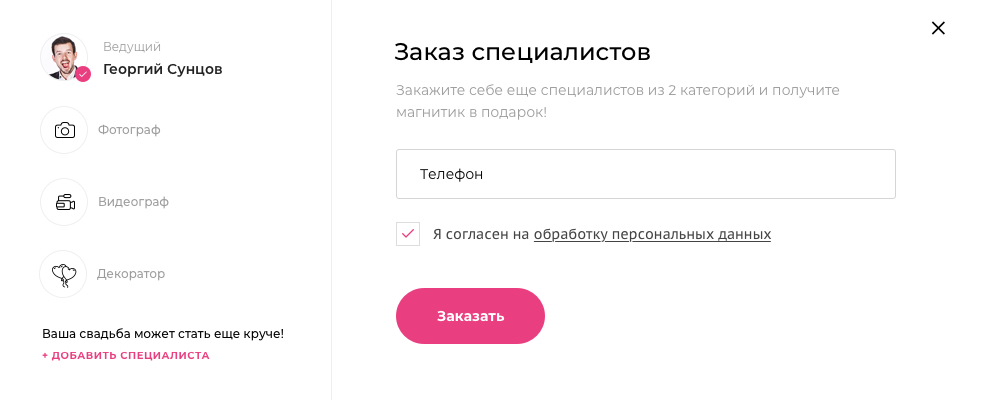 Ведущий
Георгий Сунцов
Фотограф
Видеограф
Декоратор
Ваша свадьба может стать еще круче!
+ ДОБАВИТЬ СПЕЦИАЛИСТА
Заказ специалистов
Закажите себе еще специалистов из 2 категорий и получите
магнитик в подарок!
Телефон
Я согласен на обработку персональных данных
Заказать